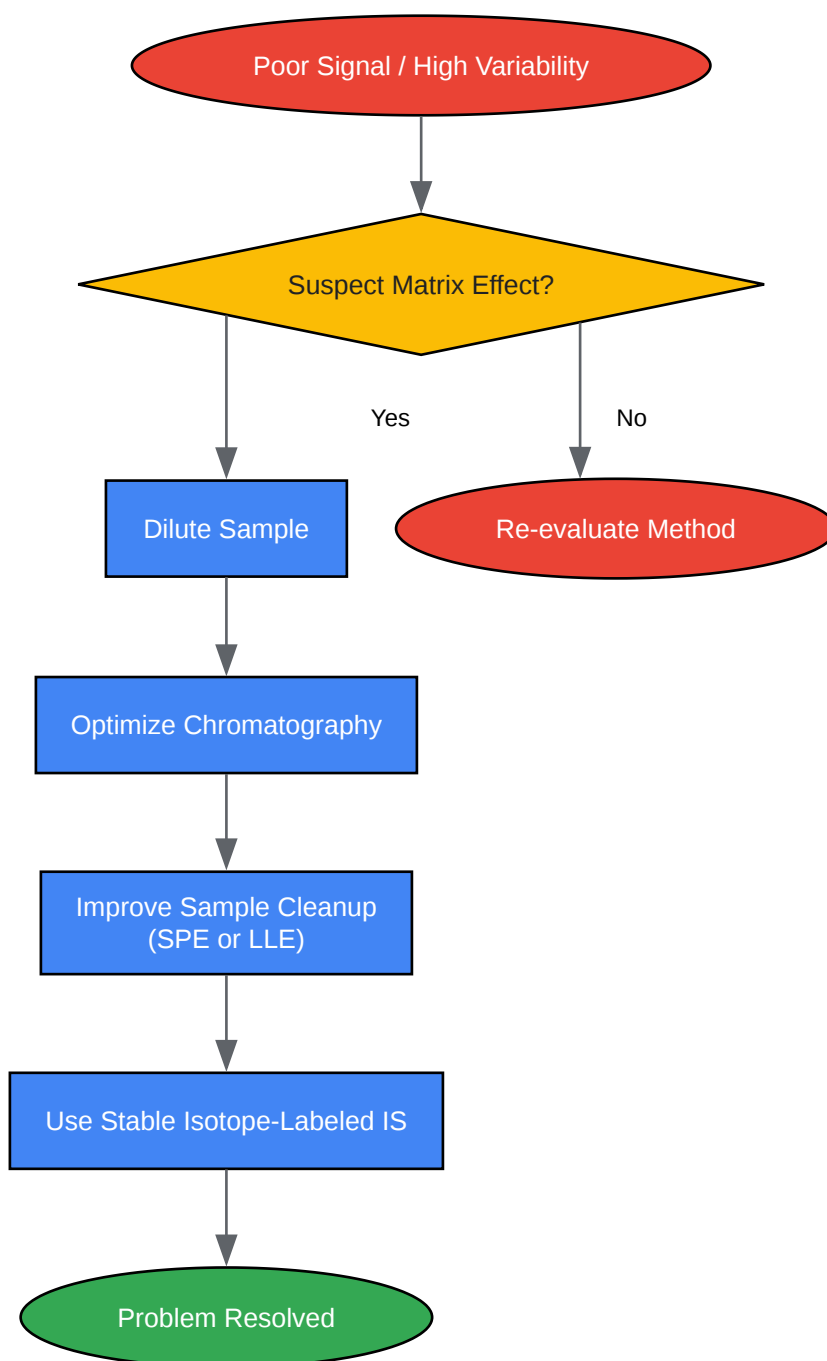 Poor Signal / High Variability
Suspect Matrix Effect?
Yes
No
Dilute Sample
Re-evaluate Method
Optimize Chromatography
Improve Sample Cleanup
(SPE or LLE)
Use Stable Isotope-Labeled IS
Problem Resolved